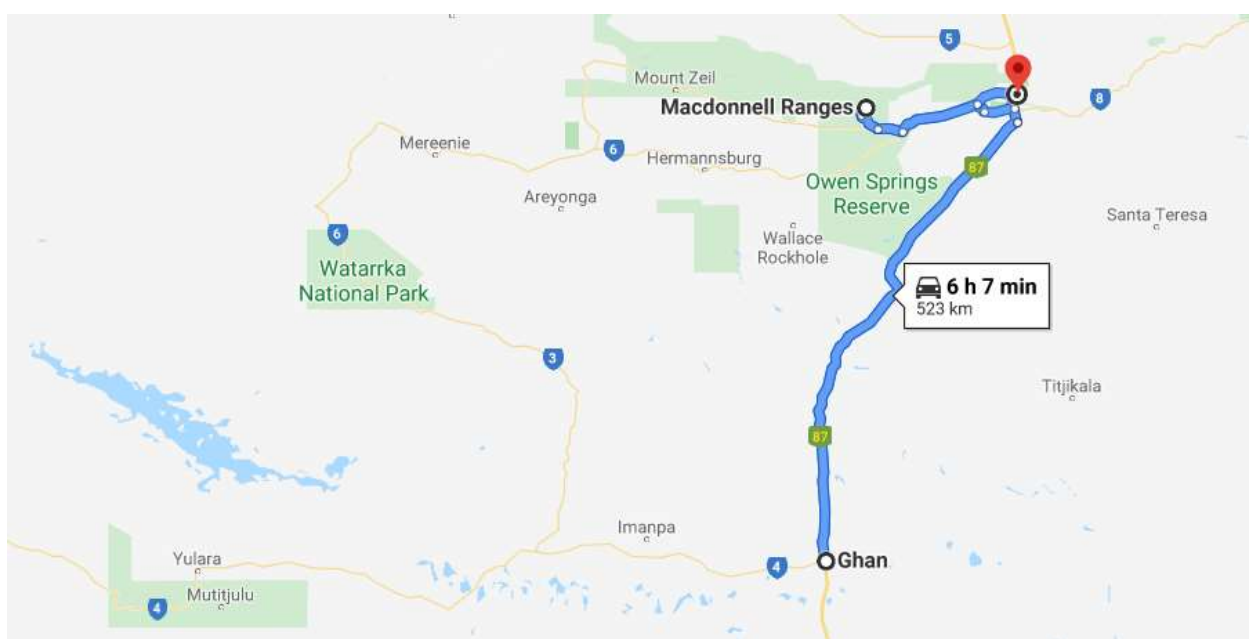 5
Mount Zeil
Macdonnell Ranges
8
Mereenie
6
Hermannsburg
87
Areyonga
Owen Springs
Reserve
Santa Teresa
6
Wallace
Rockhole
Watarrka
National Park
6 h 7 min
523 km
3
Titjikala
87
Imanpa
Yulara
4
Ghan
Mutitjulu
4